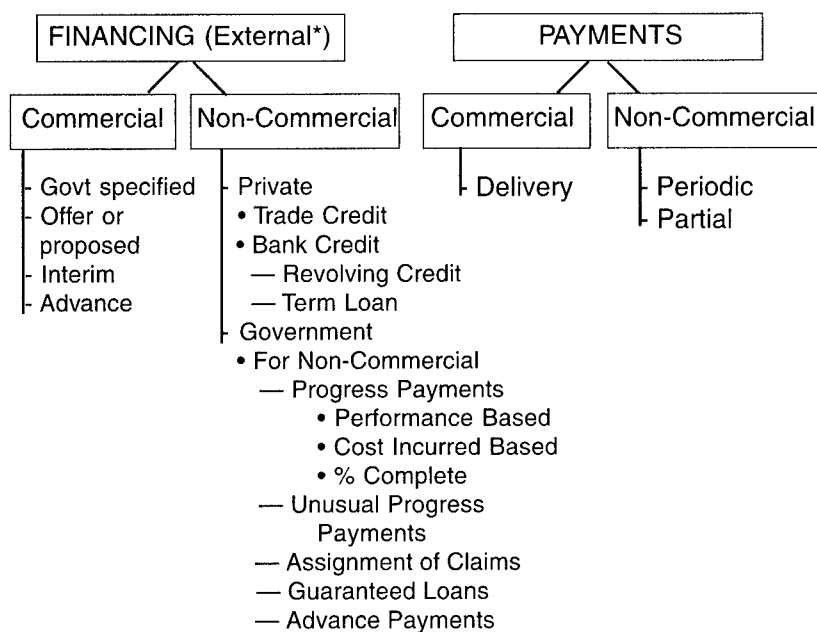 FINANCING (External*)
PAYMENTS
Commercial
Non-Commercial
Commercial
Non-Commercial
- Govt specified
- Offer or
proposed
- Interim
- Advance
- Private
• Trade Credit
• Bank Credit
— Revolving Credit
— Term Loan
- Government
• For Non-Commercial
— Progress Payments
• Performance Based
• Cost Incurred Based
• % Complete
— Unusual Progress
Payments
— Assignment of Claims
— Guaranteed Loans
— Advance Payments
- Delivery
- Periodic
- Partial